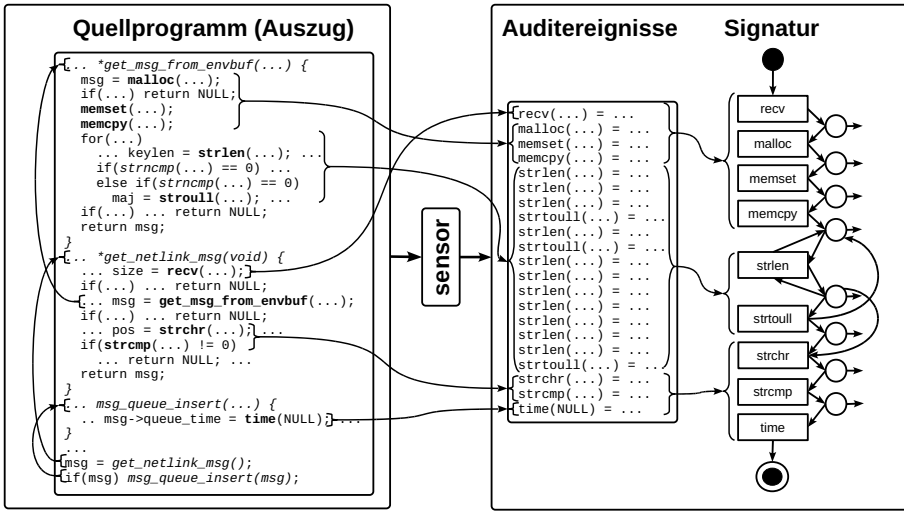 Quellprogramm (Auszug)
... *get_msg_from_envbuf(...) {
msg = malloc(...);
if(...) return NULL;
memset(...);
memcpy(...);
for(...)
... keylen = strlen(...); ...
if(strncmp(...) == 0) ...
else if(strncmp(...) == 0)
maj = stroull(...); ...
if(...) ... return NULL;
return msg;
}
... *get_netlink_msg(void) {
... size = recv(...);
... msg = get_msg_from_envbuf(...);
if(...) ... return NULL;
... pos = strchr(...); ...
if(strcmp(...) != 0)
... return NULL; ...
return msg;
}
... msg_queue_insert(...) {
.. msg->queue_time = time(NULL); ...
}
...
msg = get_netlink_msg();
if(msg) msg_queue_insert(msg);
sensor
Auditereignisse
recv(...) = ...
malloc(...) = ...
memset(...) = ...
memcpy(...) = ...
strlen(...) = ...
strlen(...) = ...
strlen(...) = ...
strtoull(...) = ...
strlen(...) = ...
strtoull(...) = ...
strlen(...) = ...
strlen(...) = ...
strlen(...) = ...
strlen(...) = ...
strlen(...) = ...
strlen(...) = ...
strlen(...) = ...
strtoull(...) = ...
strchr(...) = ...
strcmp(...) = ...
time(NULL) = ...
Signatur
recv
malloc
memset
memcpy
strlen
strtoull
strchr
strcmp
time